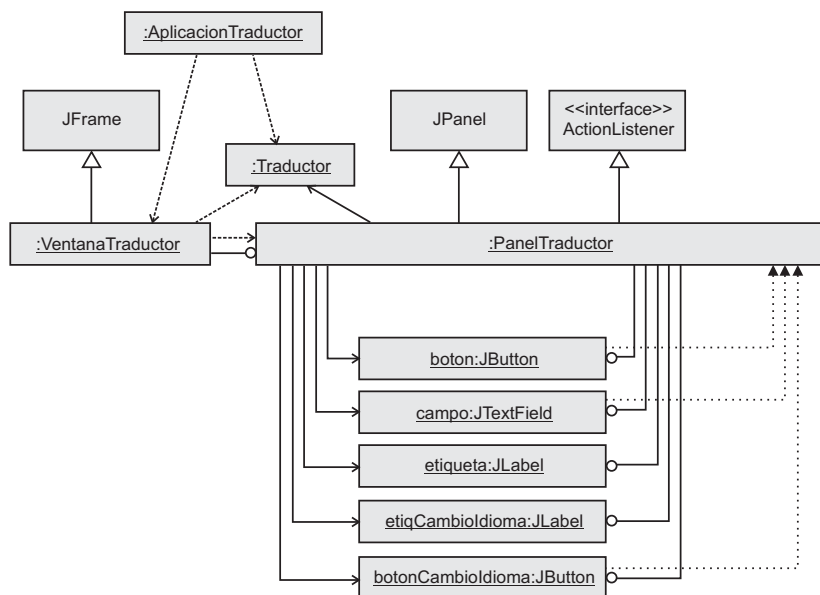 :AplicacionTraductor
JFrame
JPanel
<<interface>>
ActionListener
:Traductor
:VentanaTraductor
:PanelTraductor
boton:JButton
campo:JTextField
etiqueta:JLabel
etiqCambioIdioma:JLabel
botonCambioIdioma:JButton